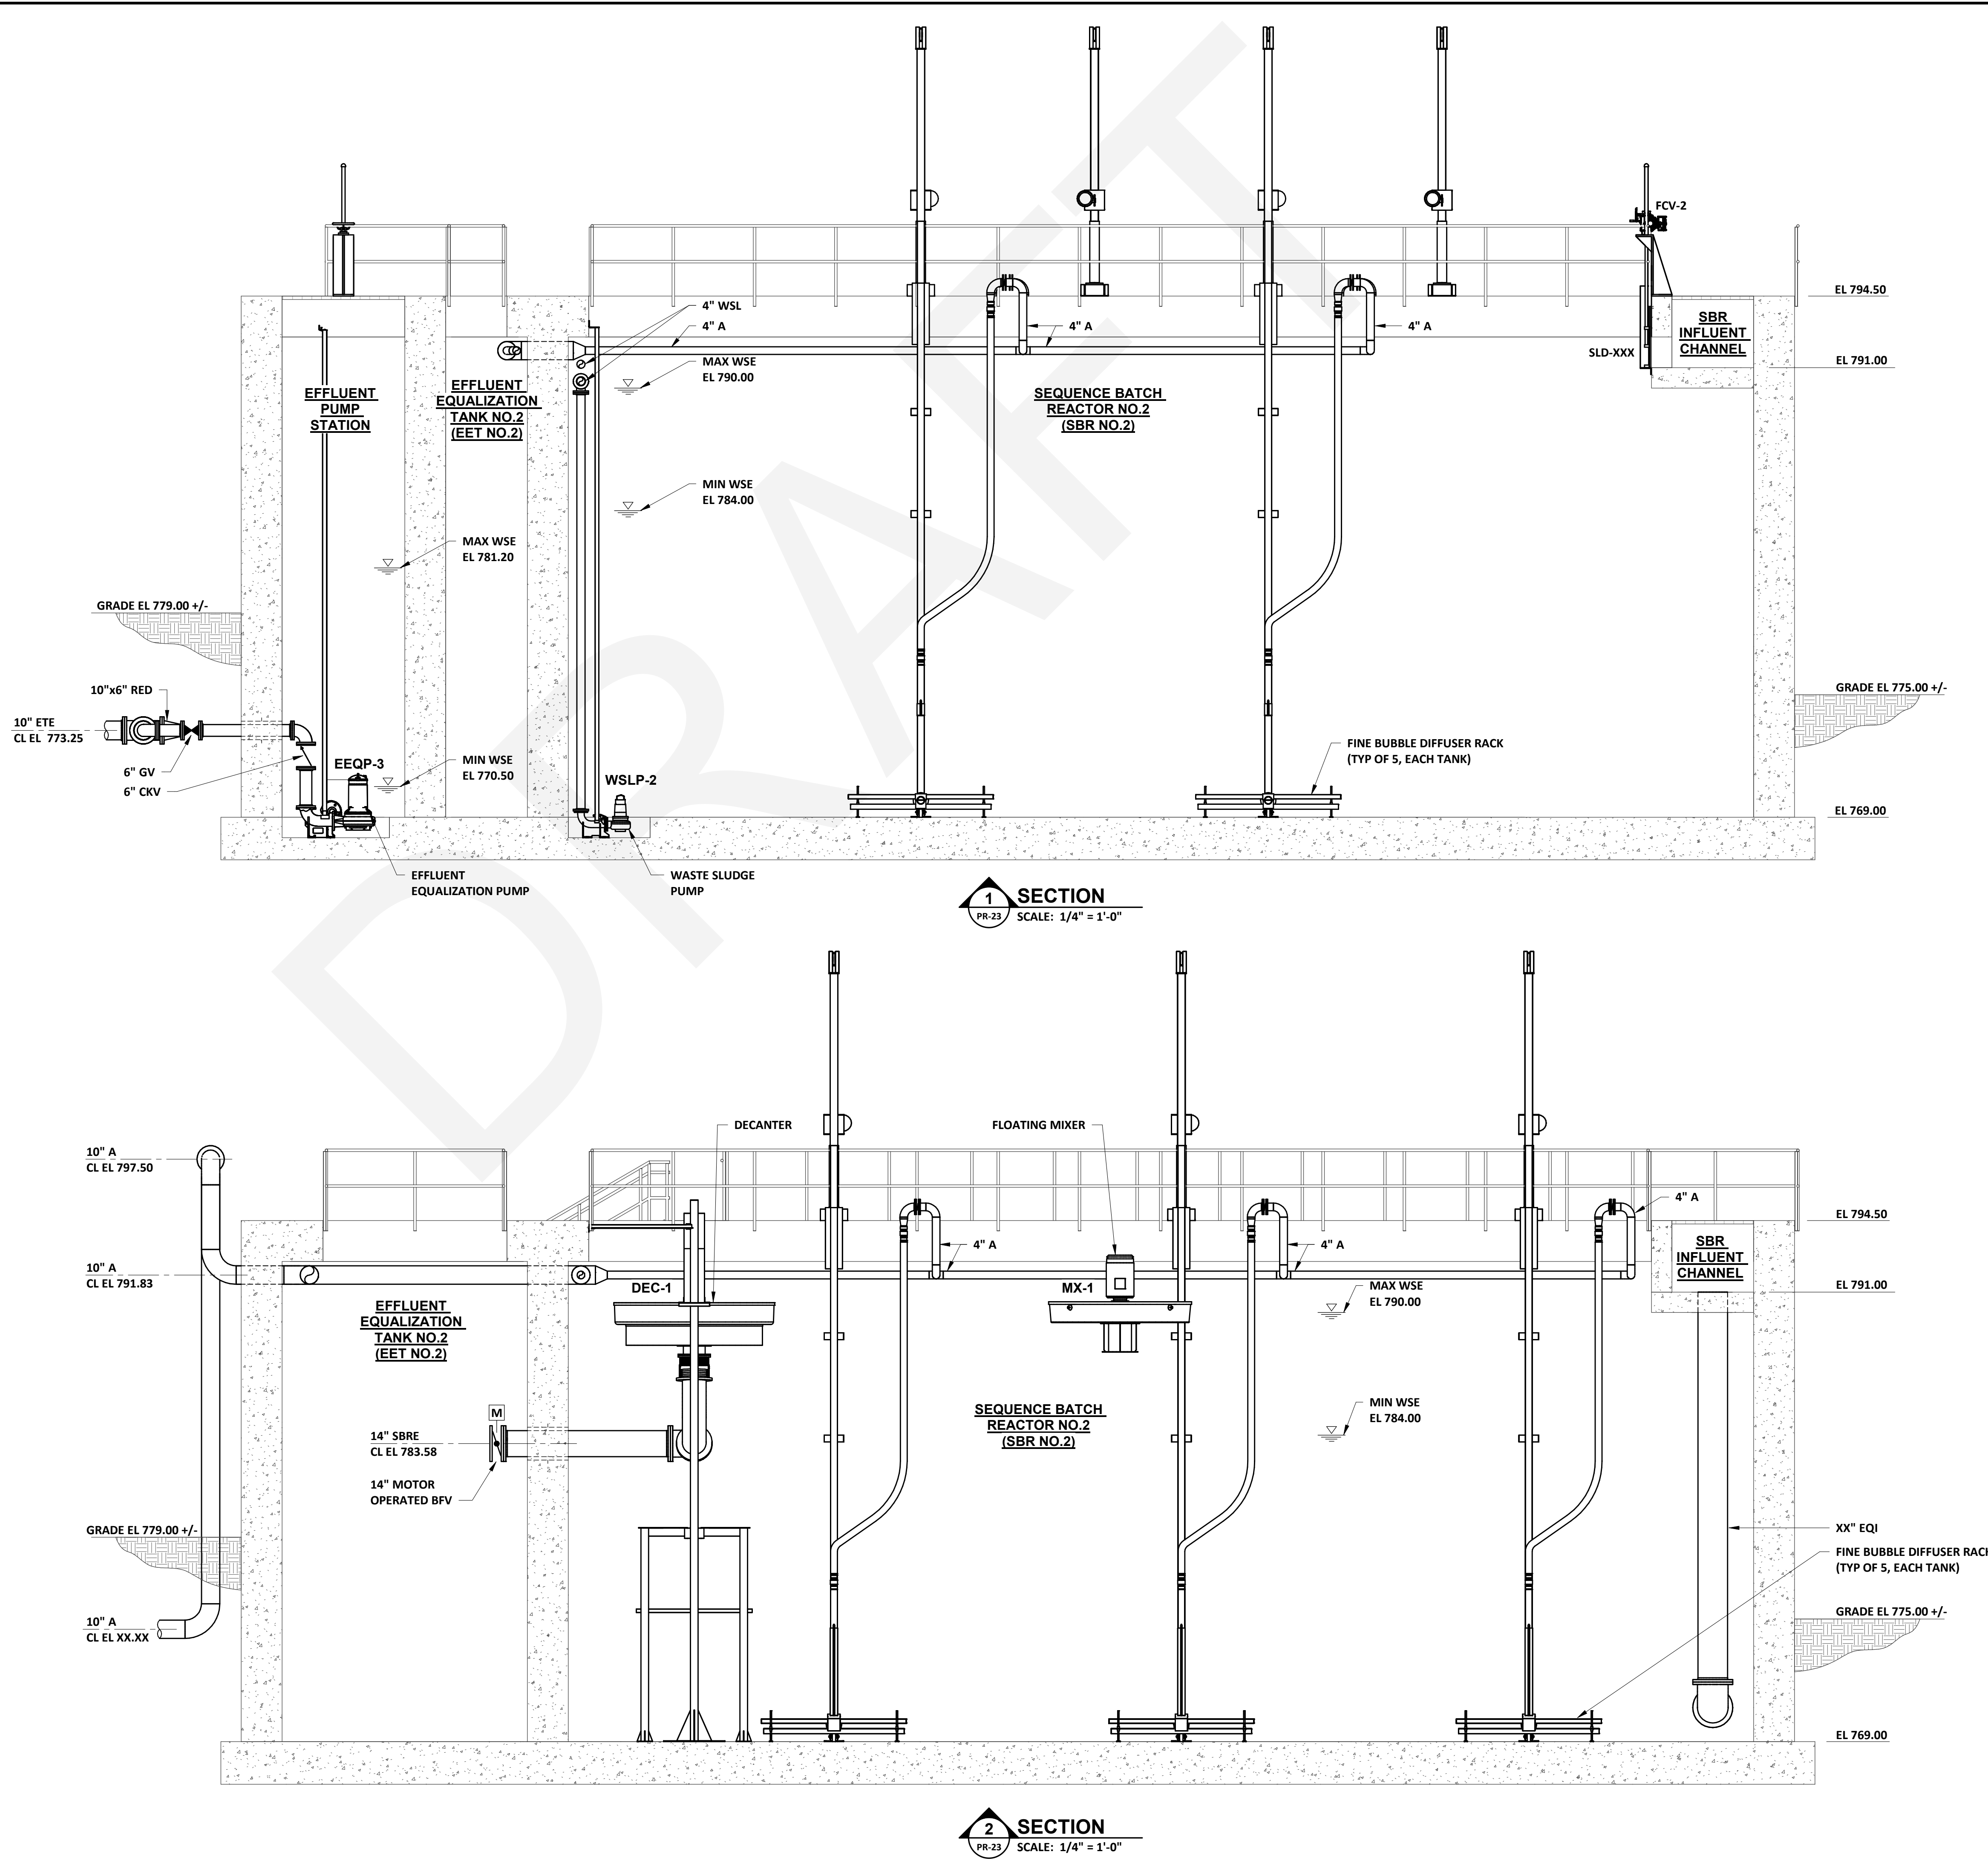 DRAFT
FCV-2
4" WSL
4" A
4" A
4" A
EL 794.50
SBR
INFLUENT
CHANNEL
SLD-XXX
EL 791.00
MAX WSE
EL 790.00
EFFLUENT
PUMP
STATION
EFFLUENT
EQUALIZATION
TANK NO.2
(EET NO.2)
SEQUENCE BATCH
REACTOR NO.2
(SBR NO.2)
MIN WSE
EL 784.00
MAX WSE
EL 781.20
GRADE EL 779.00 +/-
10"x6" RED
GRADE EL 775.00 +/-
10" ETE
CL EL 773.25
6" GV
6" CKV
EEQP-3
MIN WSE
EL 770.50
WSLP-2
FINE BUBBLE DIFFUSER RACK
(TYP OF 5, EACH TANK)
EL 769.00
EFFLUENT
EQUALIZATION PUMP
WASTE SLUDGE
PUMP
1
PR-23
SECTION
SCALE: 1/4" = 1'-0"
DECANTER
FLOATING MIXER
10" A
CL EL 797.50
4" A
EL 794.50
4" A
4" A
SBR
INFLUENT
CHANNEL
10" A
CL EL 791.83
DEC-1
MX-1
MAX WSE
EL 790.00
EL 791.00
EFFLUENT
EQUALIZATION
TANK NO.2
(EET NO.2)
M
14" SBRE
CL EL 783.58
14" MOTOR
OPERATED BFV
SEQUENCE BATCH
REACTOR NO.2
(SBR NO.2)
MIN WSE
EL 784.00
GRADE EL 779.00 +/-
XX" EQI
FINE BUBBLE DIFFUSER RACK
(TYP OF 5, EACH TANK)
10" A
CL EL XX.XX
GRADE EL 775.00 +/-
EL 769.00
2
PR-23
SECTION
SCALE: 1/4" = 1'-0"